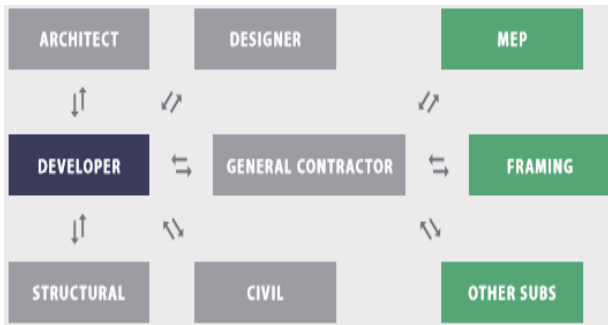 ARCHITECT
DESIGNER
MEP
DEVELOPER
GENERAL CONTRACTOR
FRAMING
STRUCTURAL
CIVIL
OTHER SUBS